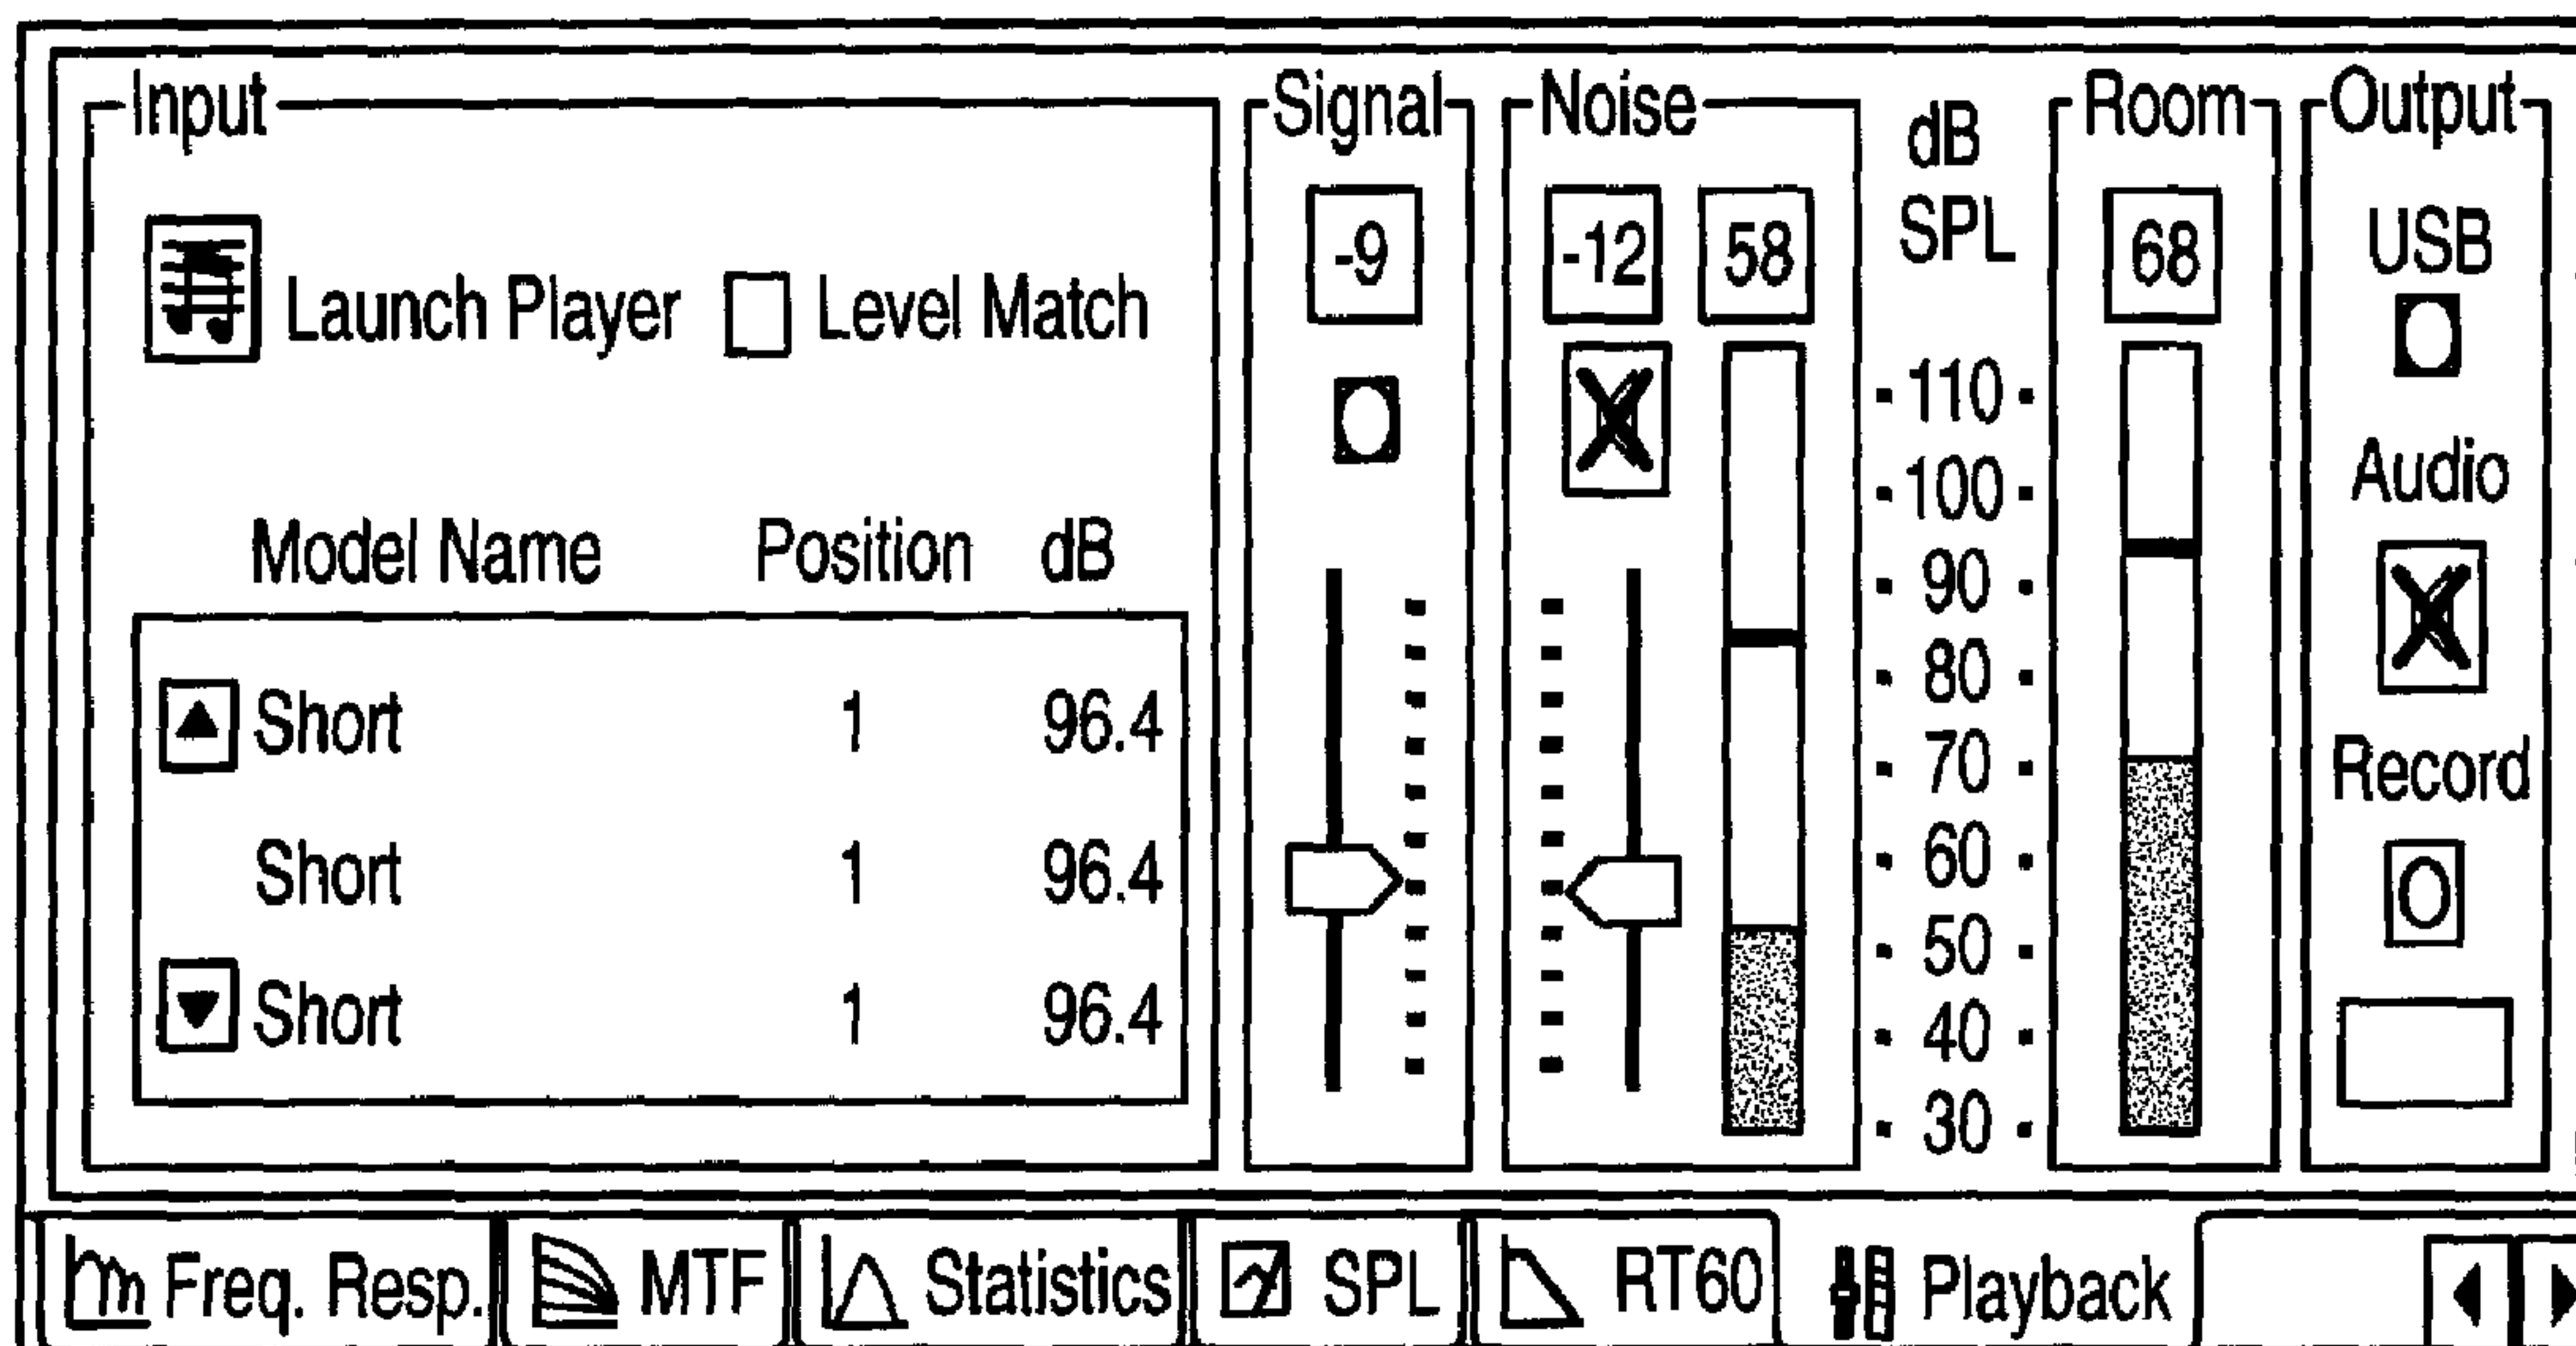 Input
Launch Player Level Match
Model Name Position dB
Short 1 96.4
Short 1 96.4
Short 1 96.4
Signal
-9
Noise
-12 58
dB
SPL
110
100
90
80
70
60
50
40
30
Room
68
Output
USB
Audio
Record
Freq. Resp. MTF Statistics SPL RT60 Playback